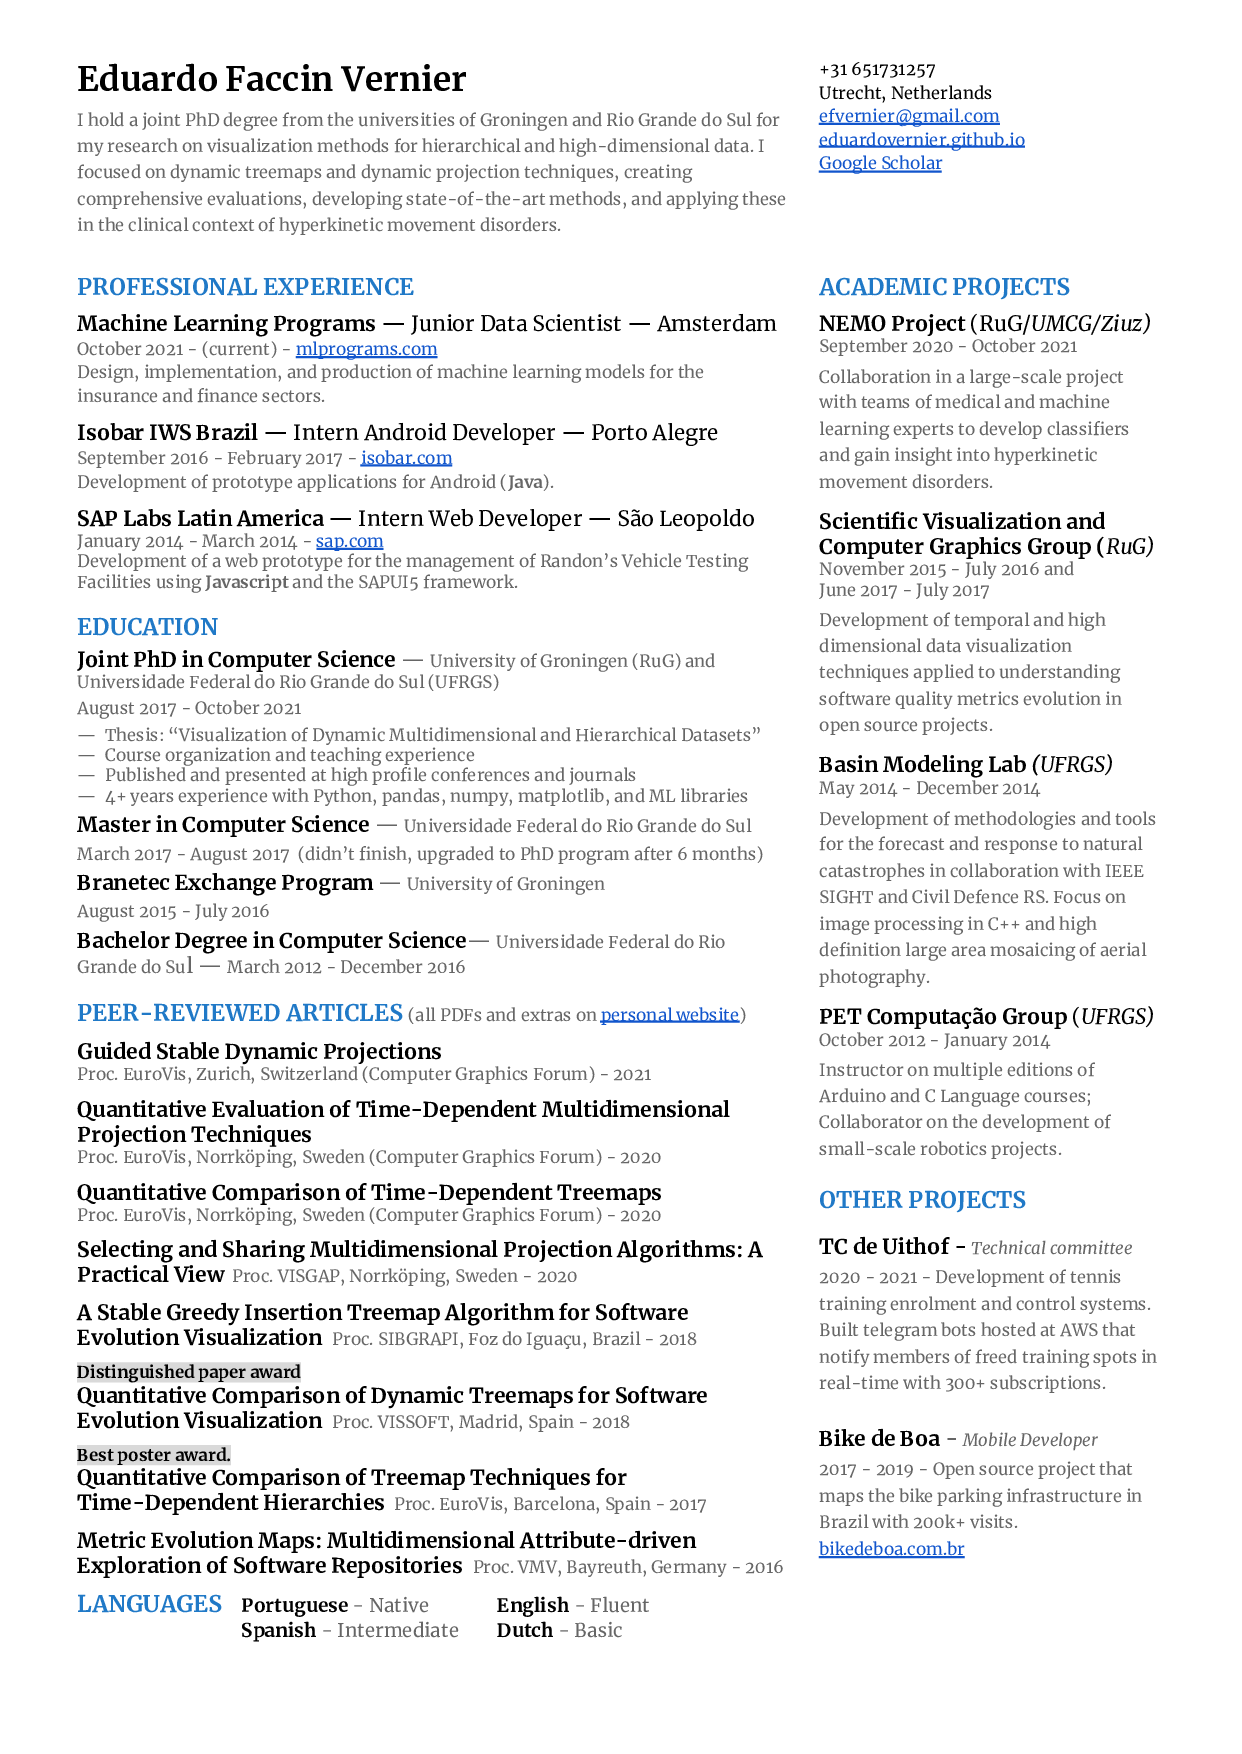 Eduardo Faccin Vernier
I hold a joint PhD degree from the universities of Groningen and Rio Grande do Sul for
my research on visualization methods for hierarchical and high-dimensional data. I
focused on dynamic treemaps and dynamic projection techniques, creating
comprehensive evaluations, developing state-of-the-art methods, and applying these
in the clinical context of hyperkinetic movement disorders.
+31 651731257
Utrecht, Netherlands
efvernier@gmail.com
eduardovernier.github.io
Google Scholar
PROFESSIONAL EXPERIENCE
Machine Learning Programs — Junior Data Scientist — Amsterdam
October 2021 - (current) - mlprograms.com
Design, implementation, and production of machine learning models for the
insurance and finance sectors.
Isobar IWS Brazil — Intern Android Developer — Porto Alegre
September 2016 - February 2017 - isobar.com
Development of prototype applications for Android (Java).
SAP Labs Latin America — Intern Web Developer — São Leopoldo
January 2014 - March 2014 - sap.com
Development of a web prototype for the management of Randon’s Vehicle Testing
Facilities using Javascript and the SAPUI5 framework.
EDUCATION
Joint PhD in Computer Science — University of Groningen (RuG) and
Universidade Federal do Rio Grande do Sul (UFRGS)
August 2017 - October 2021
— Thesis: “Visualization of Dynamic Multidimensional and Hierarchical Datasets”
— Course organization and teaching experience
— Published and presented at high profile conferences and journals
— 4+ years experience with Python, pandas, numpy, matplotlib, and ML libraries
Master in Computer Science — Universidade Federal do Rio Grande do Sul
March 2017 - August 2017 (didn’t finish, upgraded to PhD program after 6 months)
Branetec Exchange Program — University of Groningen
August 2015 - July 2016
Bachelor Degree in Computer Science — Universidade Federal do Rio
Grande do Sul — March 2012 - December 2016
PEER-REVIEWED ARTICLES (all PDFs and extras on personal website)
Guided Stable Dynamic Projections
Proc. EuroVis, Zurich, Switzerland (Computer Graphics Forum) - 2021
Quantitative Evaluation of Time-Dependent Multidimensional
Projection Techniques
Proc. EuroVis, Norrköping, Sweden (Computer Graphics Forum) - 2020
Quantitative Comparison of Time-Dependent Treemaps
Proc. EuroVis, Norrköping, Sweden (Computer Graphics Forum) - 2020
Selecting and Sharing Multidimensional Projection Algorithms: A
Practical View Proc. VISGAP, Norrköping, Sweden - 2020
A Stable Greedy Insertion Treemap Algorithm for Software
Evolution Visualization Proc. SIBGRAPI, Foz do Iguaçu, Brazil - 2018
Distinguished paper award
Quantitative Comparison of Dynamic Treemaps for Software
Evolution Visualization Proc. VISSOFT, Madrid, Spain - 2018
Best poster award.
Quantitative Comparison of Treemap Techniques for
Time-Dependent Hierarchies Proc. EuroVis, Barcelona, Spain - 2017
Metric Evolution Maps: Multidimensional Attribute-driven
Exploration of Software Repositories Proc. VMV, Bayreuth, Germany - 2016
LANGUAGES Portuguese - Native English - Fluent
Spanish - Intermediate Dutch - Basic
ACADEMIC PROJECTS
NEMO Project (RuG/UMCG/Ziuz)
September 2020 - October 2021
Collaboration in a large-scale project
with teams of medical and machine
learning experts to develop classifiers
and gain insight into hyperkinetic
movement disorders.
Scientific Visualization and
Computer Graphics Group (RuG)
November 2015 - July 2016 and
June 2017 - July 2017
Development of temporal and high
dimensional data visualization
techniques applied to understanding
software quality metrics evolution in
open source projects.
Basin Modeling Lab (UFRGS)
May 2014 - December 2014
Development of methodologies and tools
for the forecast and response to natural
catastrophes in collaboration with IEEE
SIGHT and Civil Defence RS. Focus on
image processing in C++ and high
definition large area mosaicing of aerial
photography.
PET Computação Group (UFRGS)
October 2012 - January 2014
Instructor on multiple editions of
Arduino and C Language courses;
Collaborator on the development of
small-scale robotics projects.
OTHER PROJECTS
TC de Uithof - Technical committee
2020 - 2021 - Development of tennis
training enrolment and control systems.
Built telegram bots hosted at AWS that
notify members of freed training spots in
real-time with 300+ subscriptions.
Bike de Boa - Mobile Developer
2017 - 2019 - Open source project that
maps the bike parking infrastructure in
Brazil with 200k+ visits.
bikedeboa.com.br